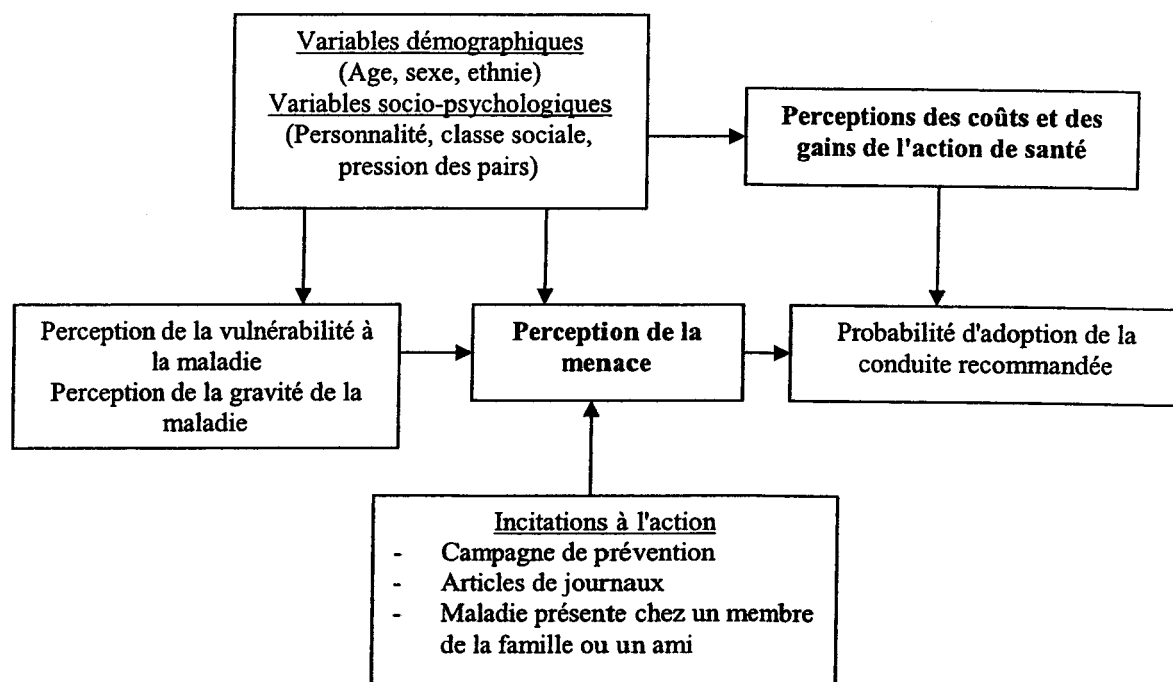 Variables démographiques
(Age, sexe, ethnie)
Variables socio-psychologiques
(Personnalité, classe sociale,
pression des pairs)
Perceptions des coûts et des
gains de l'action de santé
Perception de la vulnérabilité à
la maladie
Perception de la gravité de la
maladie
Perception de la
menace
Probabilité d'adoption de la
conduite recommandée
Incitations à l'action
- Campagne de prévention
- Articles de journaux
- Maladie présente chez un membre
de la famille ou un ami